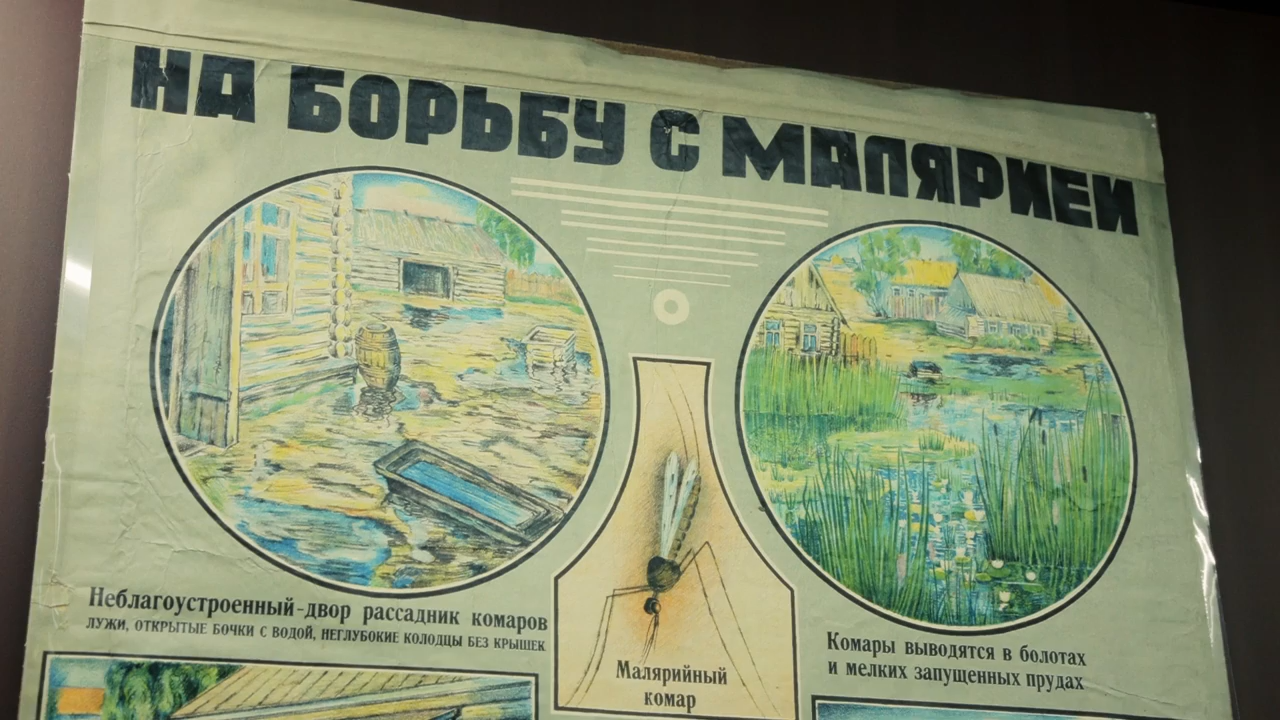 НА БОРЬБУ С МАЛЯРИЕЙ
Неблагоустроенный-двор рассадник комаров
ЛУЖИ, ОТКРЫТЫЕ БОЧКИ С ВОДОЙ, НЕГЛУБОКИЕ КОЛОДЦЫ БЕЗ КРЫШЕК
Малярийный
комар
Комары выводятся в болотах
и мелких запущенных прудах